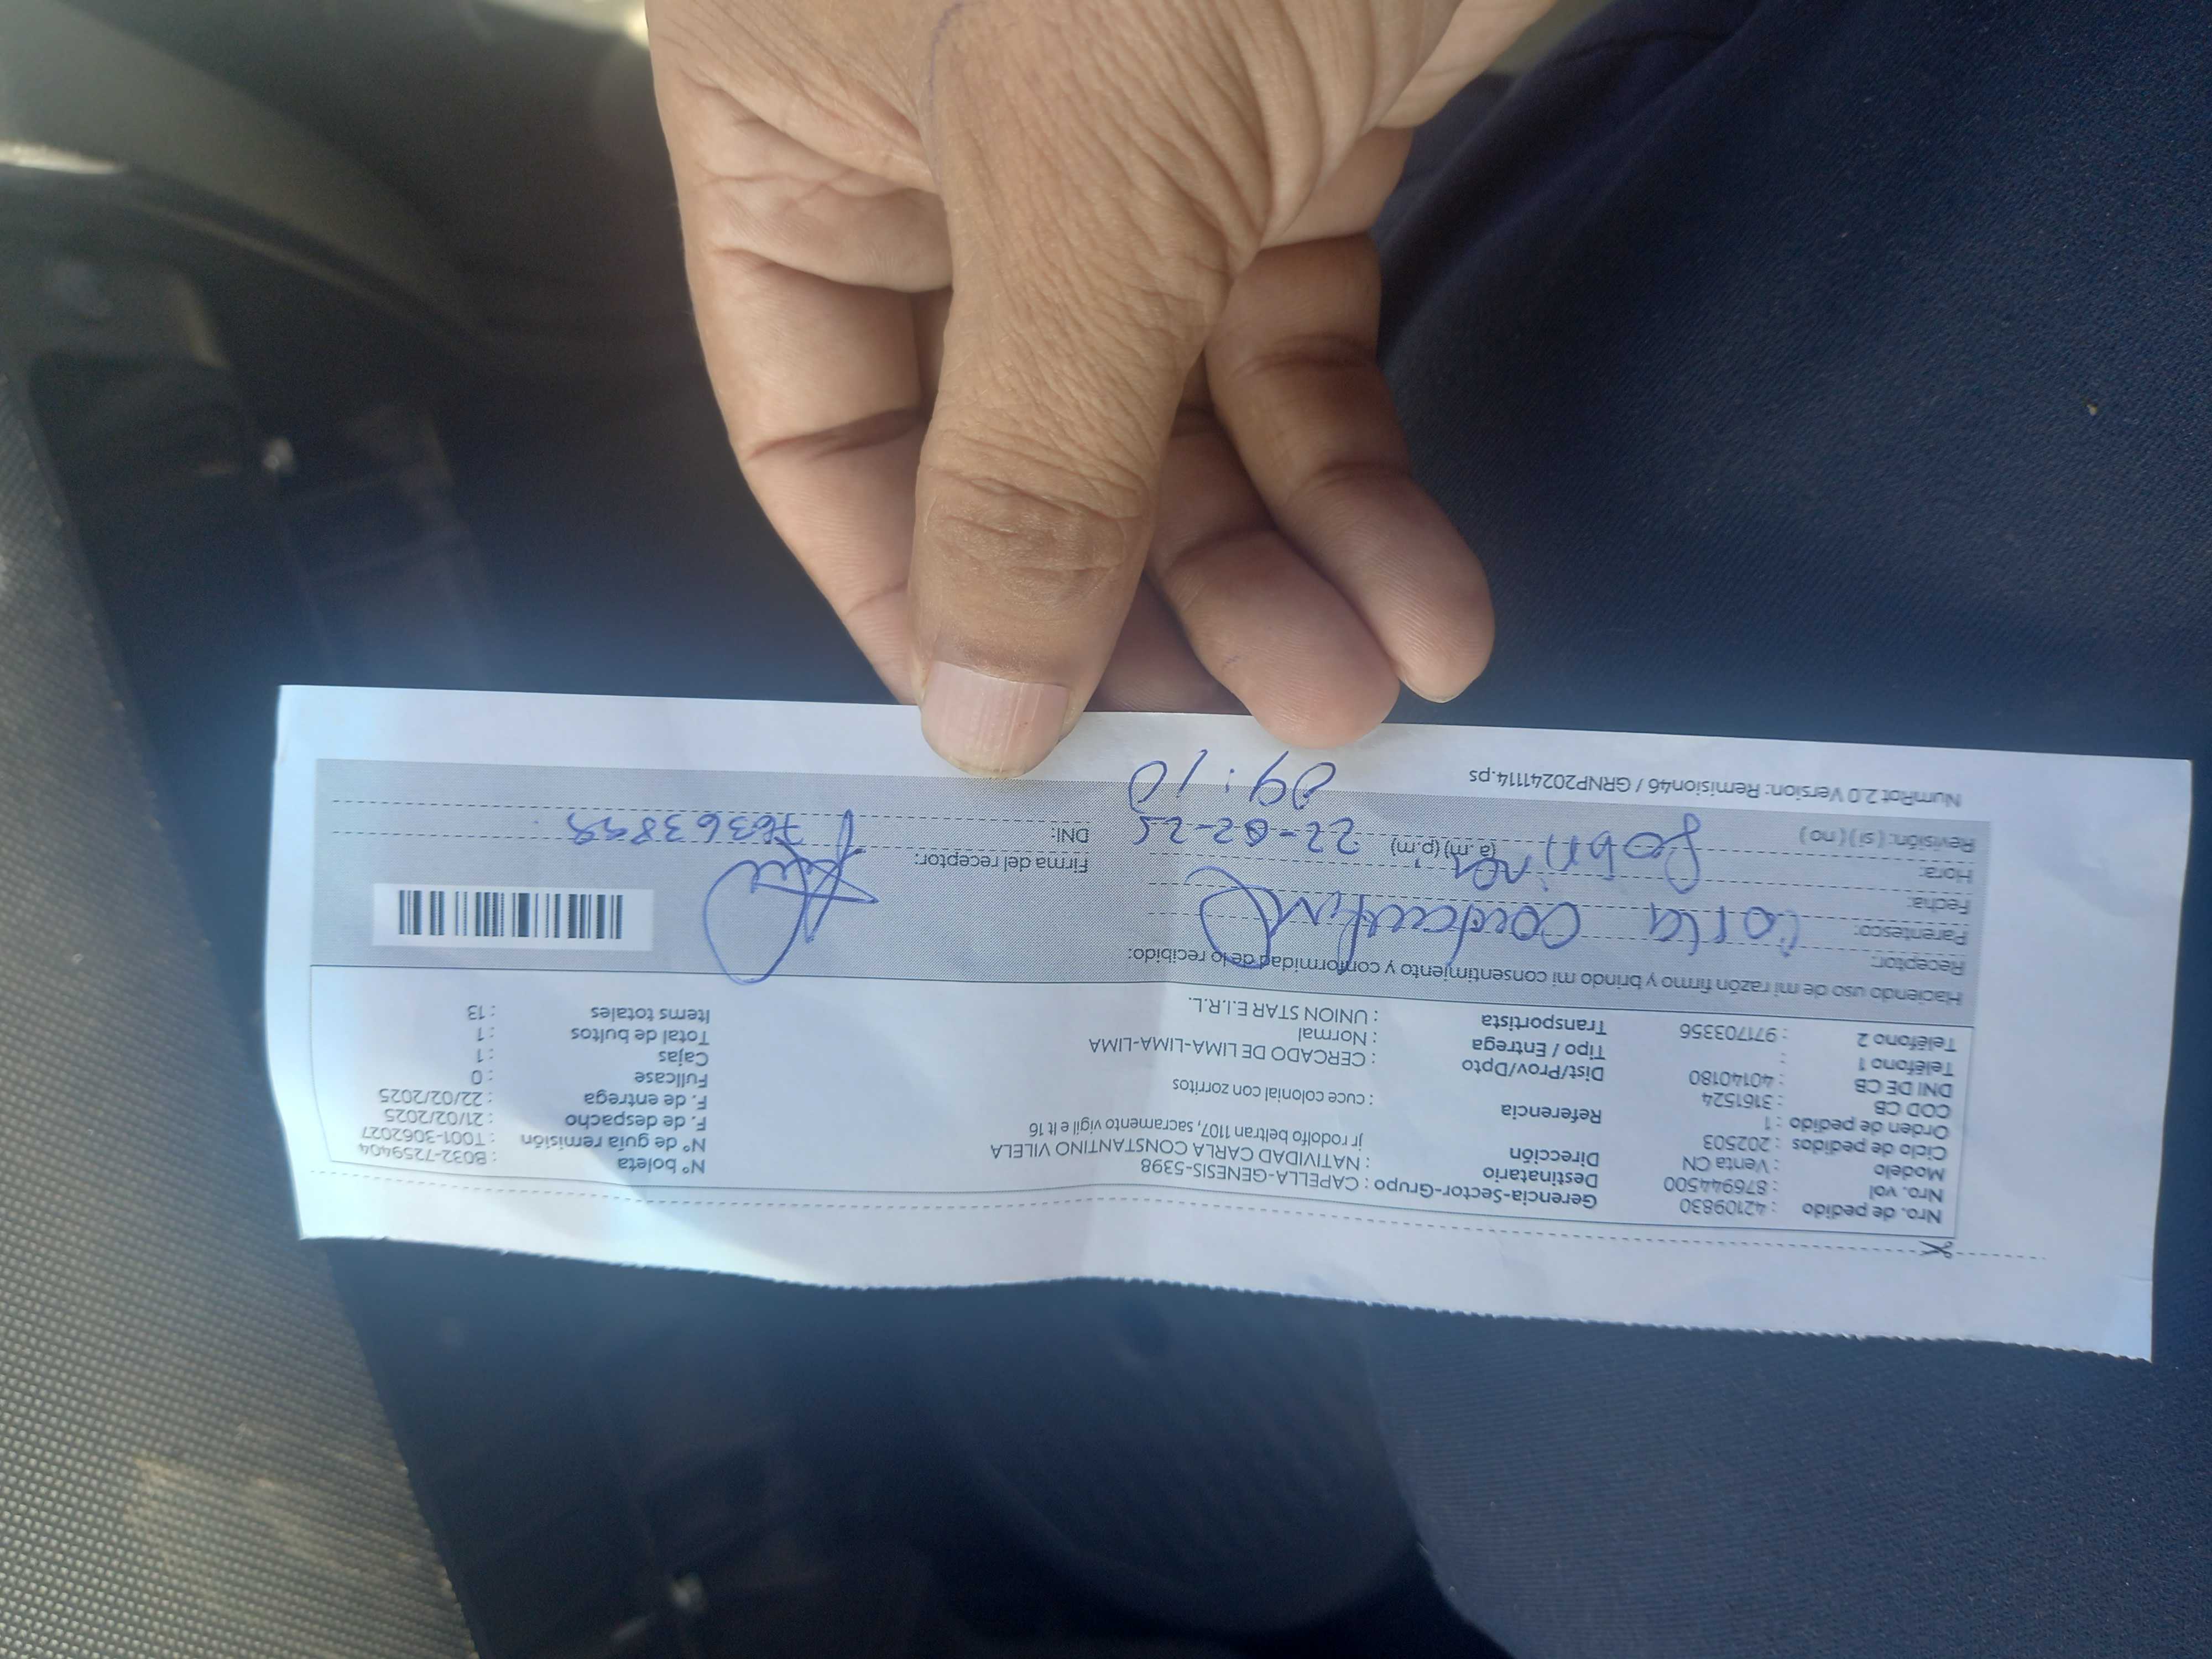 Nro. de pedido : 42109830
Nro. vol : 876944500
Modelo : Venta CN
Ciclo de pedidos : 202503
Orden de pedido : 1
COD CB : 3161524
DNI DE CB : 40140180
Teléfono 1 :
Teléfono 2 : 971703356
Gerencia-Sector-Grupo : CAPELLA-GENESIS-5398
Destinatario : NATIVIDAD CARLA CONSTANTINO VILELA
Dirección jr rodolfo beltran 1107, sacramento vigil e lt 16
Referencia : cuce colonial con zorritos
Dist/Prov/Dpto : CERCADO DE LIMA-LIMA-LIMA
Tipo / Entrega : Normal
Transportista : UNION STAR E.I.R.L.
N° boleta : B032-7259404
N° de guía remisión : T001-3062027
F. de despacho : 21/02/2025
F. de entrega : 22/02/2025
Fullcase : 0
Cajas : 1
Total de bultos : 1
Items totales : 13
Haciendo uso de mi razón firmo y brindo mi consentimiento y conformidad de lo recibido:
Receptor:
Parentesco:
Fecha:
Hora: (a.m) (p.m) 22-02-25
Revisión: ( si ) ( no )
09:10
Firma del receptor:
DNI:
NumRot 2.0 Version: Remision46 / GRNP20241114.ps